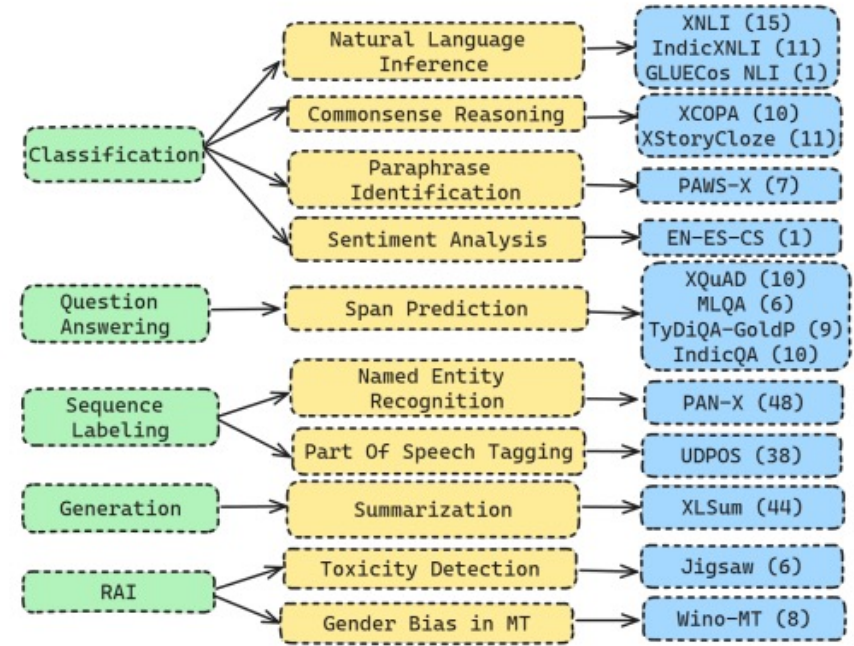 Classification
Natural Language
Inference
XNLI (15)
IndicXNLI (11)
GLUECos NLI (1)
Commonsense Reasoning
XCOPA (10)
XStoryCloze (11)
Paraphrase
Identification
PAWS-X (7)
Sentiment Analysis
EN-ES-CS (1)
Question
Answering
Span Prediction
XQuAD (10)
MLQA (6)
TyDiQA-GoldP (9)
IndicQA (10)
Sequence
Labeling
Named Entity
Recognition
PAN-X (48)
Part Of Speech Tagging
UDPOS (38)
Generation
Summarization
XLSum (44)
RAI
Toxicity Detection
Jigsaw (6)
Gender Bias in MT
Wino-MT (8)